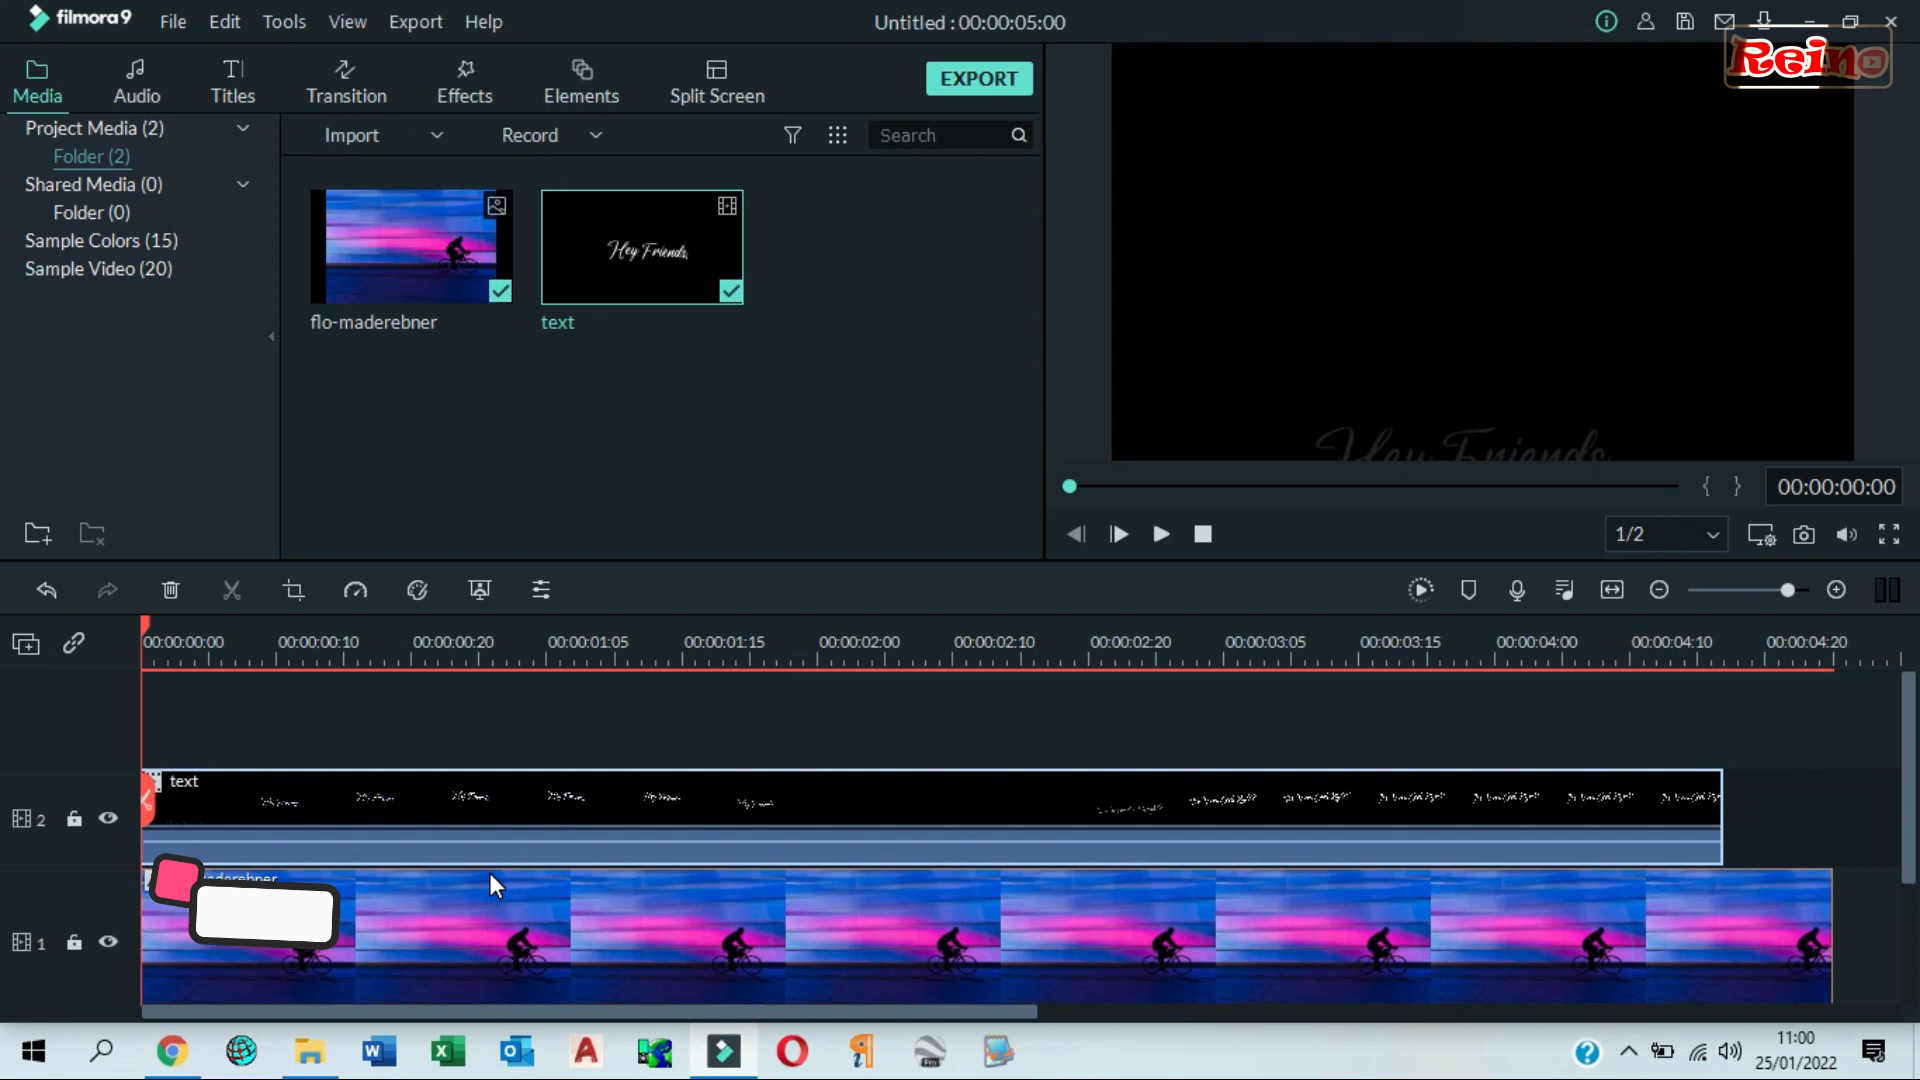 filmora9 File Edit Tools View Export Help
Untitled : 00:00:05:00
Reino
Media Audio Titles Transition Effects Elements Split Screen
EXPORT
Project Media (2)
Folder (2)
Shared Media (0)
Folder (0)
Sample Colors (15)
Sample Video (20)
Import Record Search
Hey Friends,
flo-maderebner text
Hey Friends
00:00:00:00
1/2
00:00:00:00 00:00:00:10 00:00:00:20 00:00:01:05 00:00:01:15 00:00:02:00 00:00:02:10 00:00:02:20 00:00:03:05 00:00:03:15 00:00:04:00 00:00:04:10 00:00:04:20
text
2
1
11:00
25/01/2022